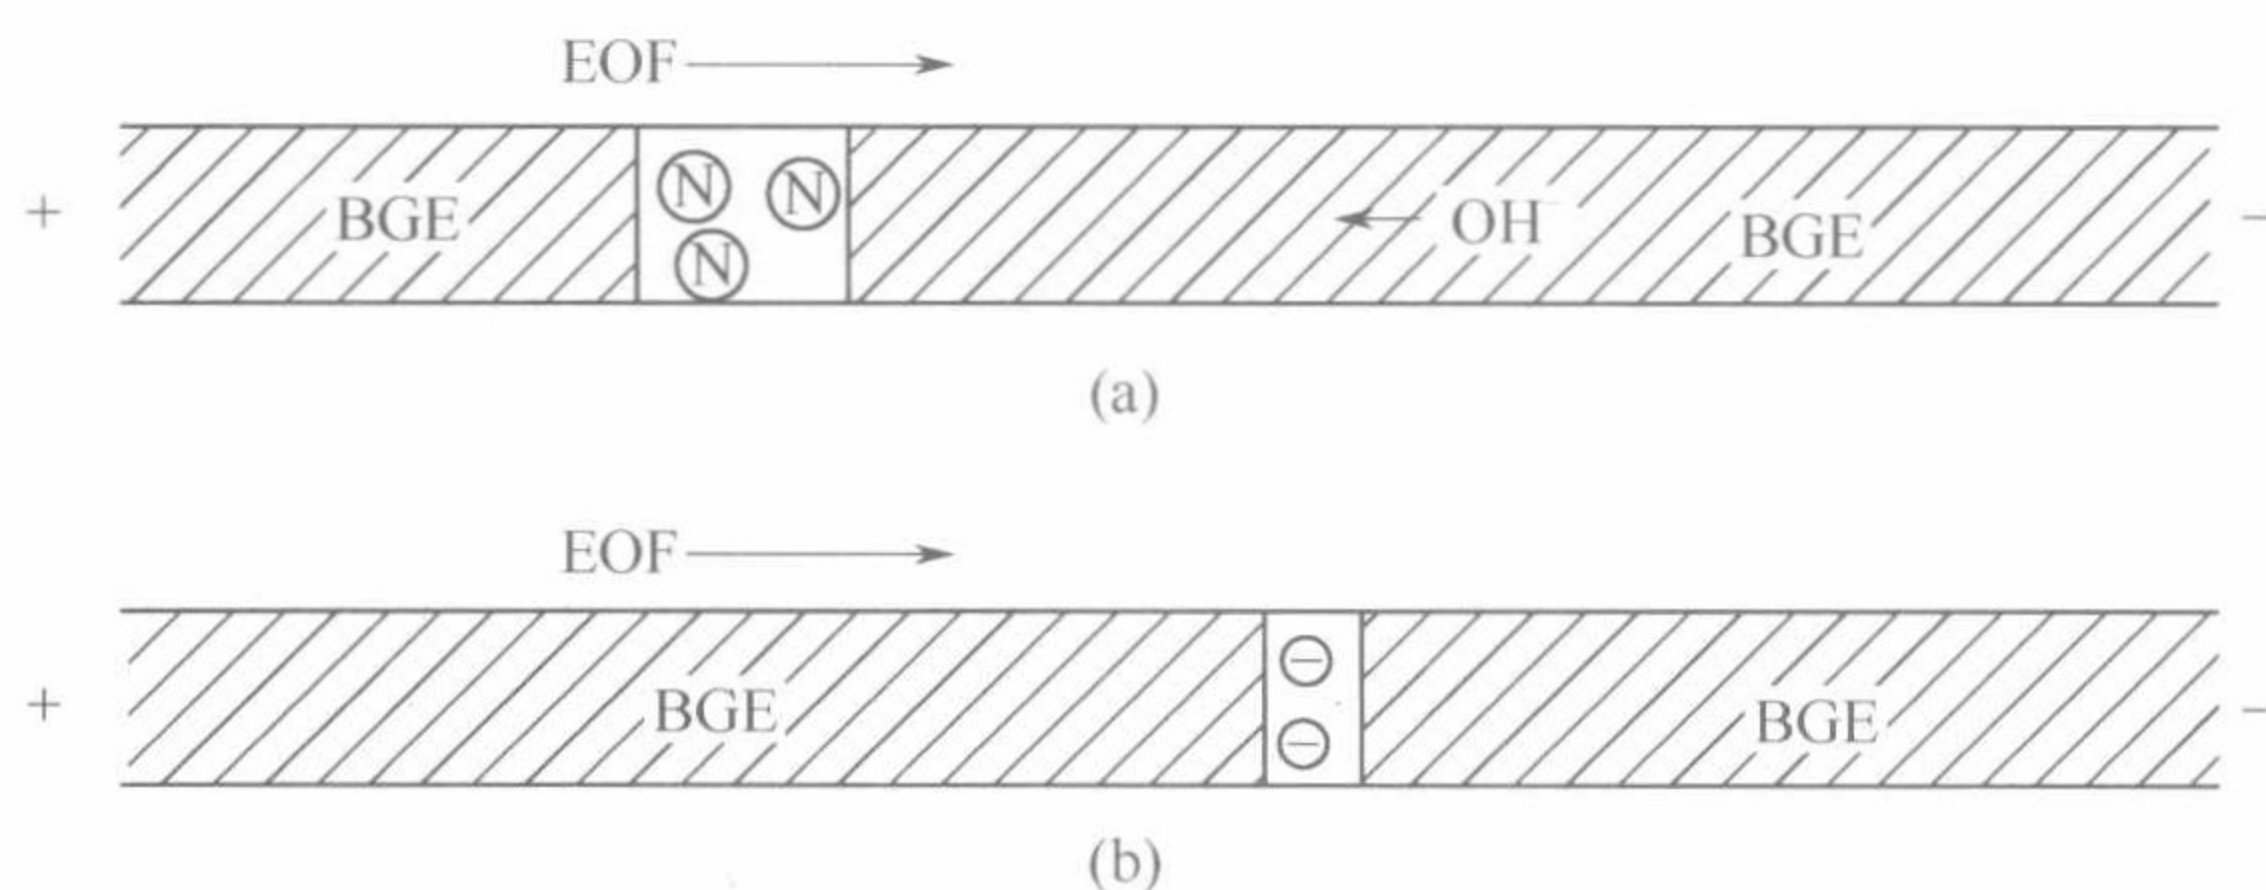 EOF
+ BGE N N N OH⁻ BGE −
(a)
EOF
+ BGE ⊖ ⊖ BGE −
(b)